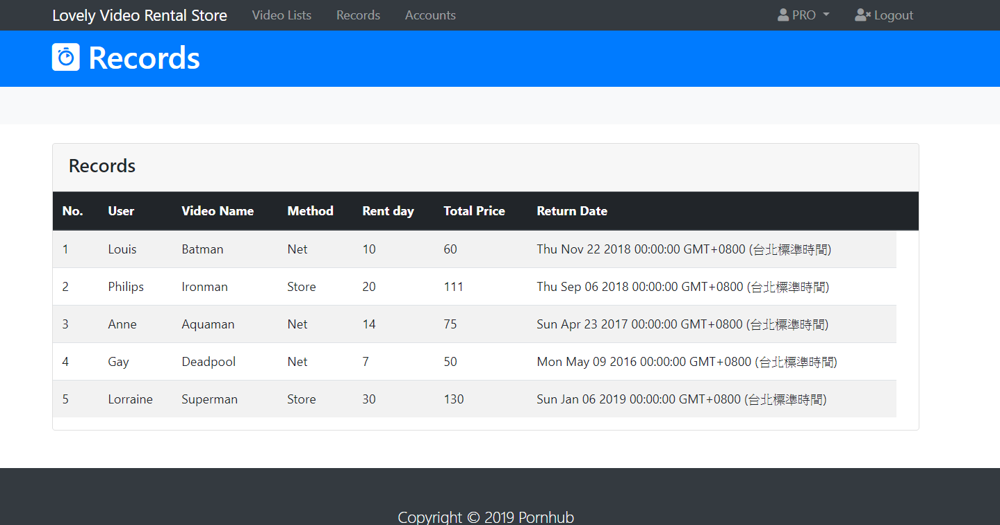 Lovely Video Rental Store Video Lists Records Accounts PRO Logout
Records
Records
No. User Video Name Method Rent day Total Price Return Date
1 Louis Batman Net 10 60 Thu Nov 22 2018 00:00:00 GMT+0800 (台北標準時間)
2 Philips Ironman Store 20 111 Thu Sep 06 2018 00:00:00 GMT+0800 (台北標準時間)
3 Anne Aquaman Net 14 75 Sun Apr 23 2017 00:00:00 GMT+0800 (台北標準時間)
4 Gay Deadpool Net 7 50 Mon May 09 2016 00:00:00 GMT+0800 (台北標準時間)
5 Lorraine Superman Store 30 130 Sun Jan 06 2019 00:00:00 GMT+0800 (台北標準時間)
Copyright © 2019 Pornhub